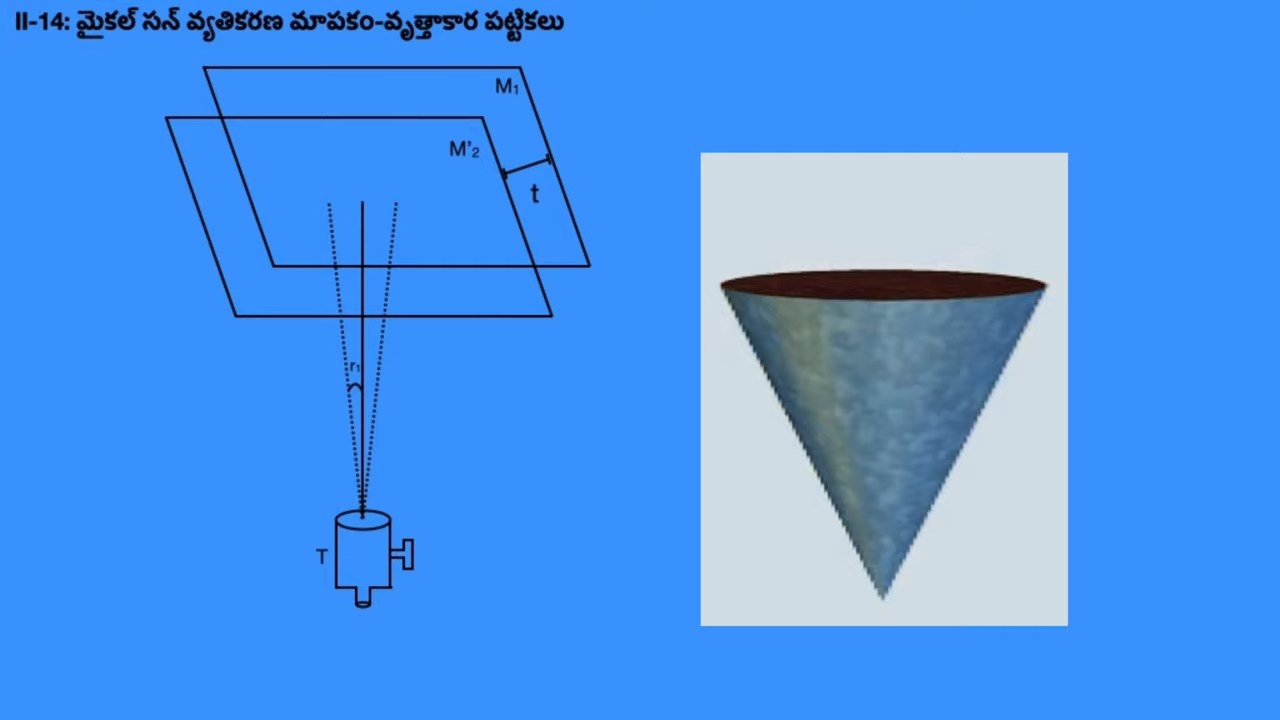 II-14: మైకల్ సన్ వ్యతికరణ మాపకం-వృత్తాకార పట్టికలు
M₁
M'₂
t
r₁
T